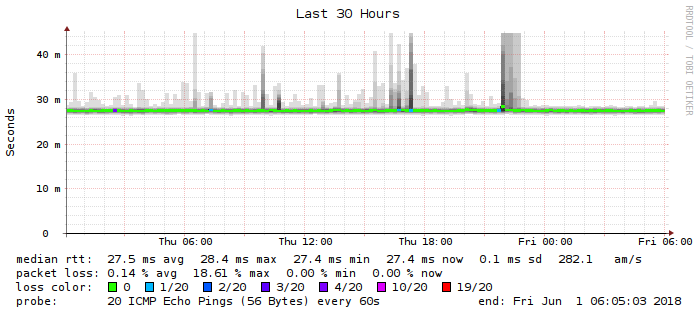 Last 30 Hours
RRDTOOL / TOBI OETIKER
Seconds
40 m
30 m
20 m
10 m
0
Thu 06:00 Thu 12:00 Thu 18:00 Fri 00:00 Fri 06:00
median rtt: 27.5 ms avg 28.4 ms max 27.4 ms min 27.4 ms now 0.1 ms sd 282.1 am/s
packet loss: 0.14 % avg 18.61 % max 0.00 % min 0.00 % now
loss color: 0 1/20 2/20 3/20 4/20 10/20 19/20
probe: 20 ICMP Echo Pings (56 Bytes) every 60s end: Fri Jun 1 06:05:03 2018